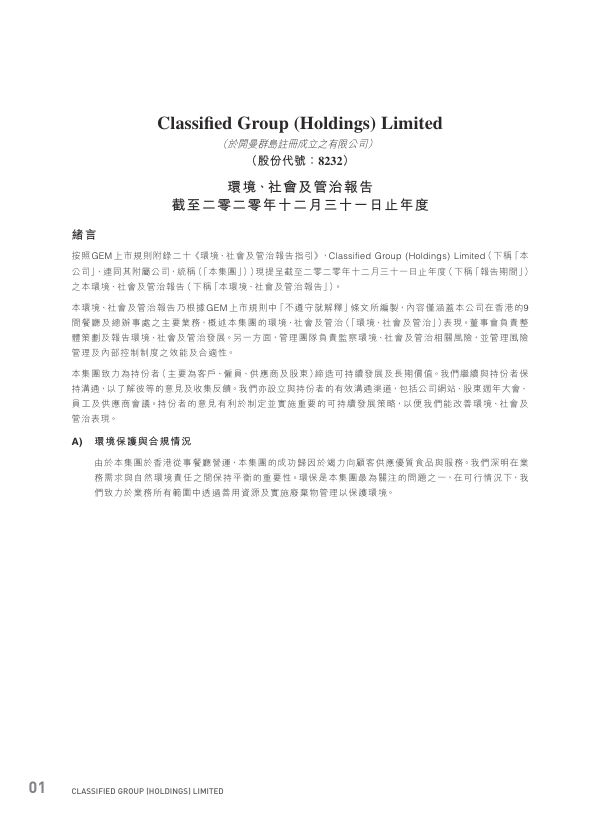 Classified Group (Holdings) Limited
（於開曼群島註冊成立之有限公司）
（股份代號：8232）
環境、社會及管治報告
截至二零二零年十二月三十一日止年度
緒言
按照GEM上市規則附錄二十《環境、社會及管治報告指引》，Classified Group (Holdings) Limited（下稱「本
公司」，連同其附屬公司，統稱（「本集團」））現提呈截至二零二零年十二月三十一日止年度（下稱「報告期間」）
之本環境、社會及管治報告（下稱「本環境、社會及管治報告」）。
本環境、社會及管治報告乃根據GEM上市規則中「不遵守就解釋」條文所編製，內容僅涵蓋本公司在香港的9
間餐廳及總辦事處之主要業務，概述本集團的環境、社會及管治（「環境、社會及管治」）表現。董事會負責整
體策劃及報告環境、社會及管治發展。另一方面，管理團隊負責監察環境、社會及管治相關風險，並管理風險
管理及內部控制制度之效能及合適性。
本集團致力為持份者（主要為客戶、僱員、供應商及股東）締造可持續發展及長期價值。我們繼續與持份者保
持溝通，以了解彼等的意見及收集反饋。我們亦設立與持份者的有效溝通渠道，包括公司網站、股東週年大會、
員工及供應商會議。持份者的意見有利於制定並實施重要的可持續發展策略，以便我們能改善環境、社會及
管治表現。
A) 環境保護與合規情況
由於本集團於香港從事餐廳營運，本集團的成功歸因於竭力向顧客供應優質食品與服務。我們深明在業
務需求與自然環境責任之間保持平衡的重要性。環保是本集團最為關注的問題之一、在可行情況下，我
們致力於業務所有範圍中透過善用資源及實施廢棄物管理以保護環境。
01 CLASSIFIED GROUP (HOLDINGS) LIMITED